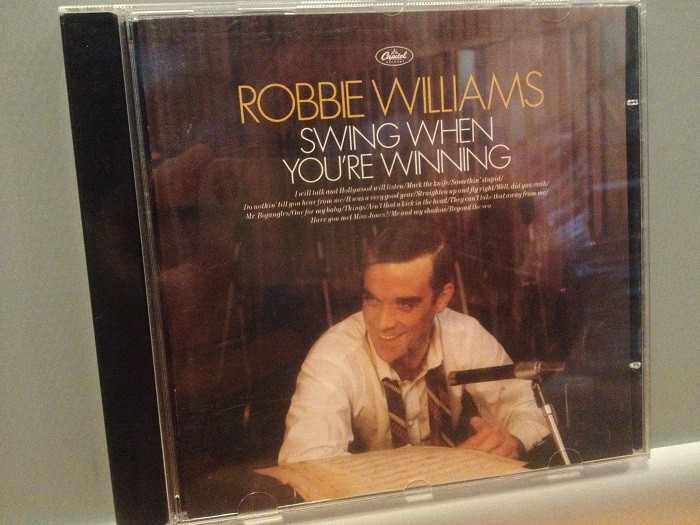 Capitol
ROBBIE WILLIAMS
SWING WHEN
YOU'RE WINNING
I will talk and Hollywood will listen/Mack the knife/Somethin' stupid/
Do nothin' till you hear from me/It was a very good year/Straighten up and fly right/Well, did you evah/
Mr. Bojangles/One for my baby/Things/Ain't that a kick in the head/They can't take that away from me/
Have you met Miss Jones?/Me and my shadow/Beyond the sea